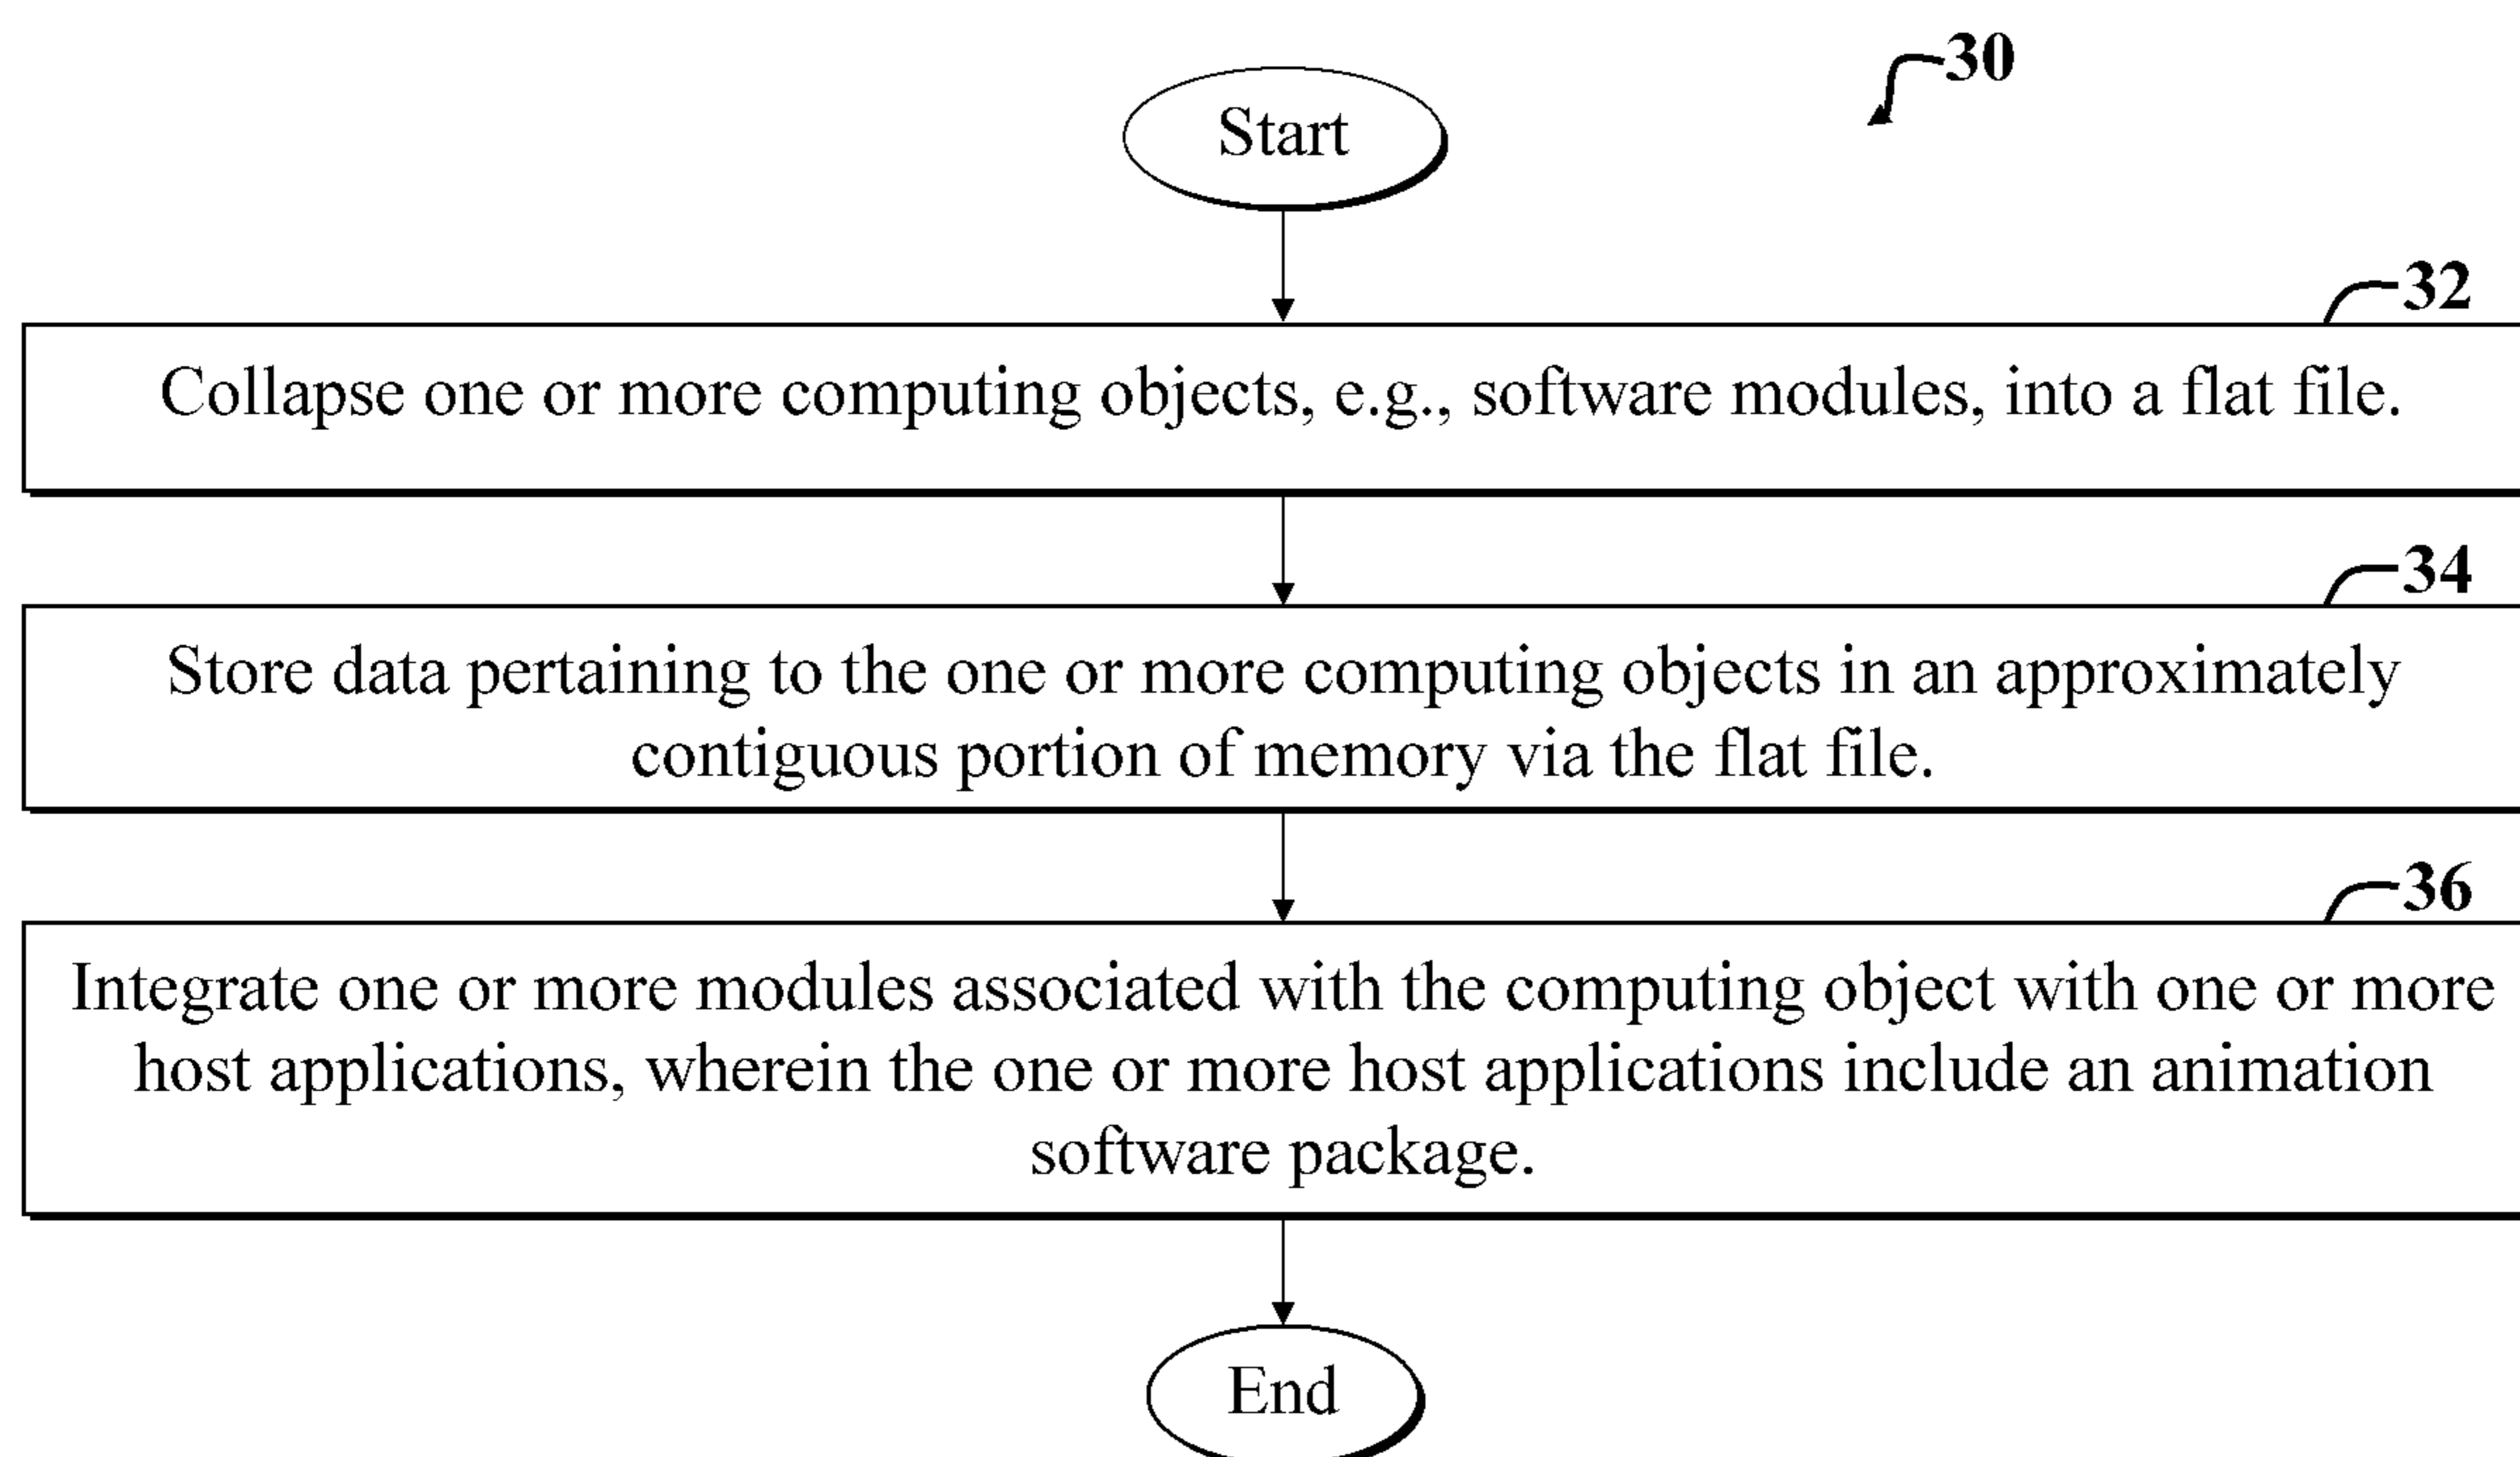 30
Start
32
Collapse one or more computing objects, e.g., software modules, into a flat file.
34
Store data pertaining to the one or more computing objects in an approximately
contiguous portion of memory via the flat file.
36
Integrate one or more modules associated with the computing object with one or more
host applications, wherein the one or more host applications include an animation
software package.
End